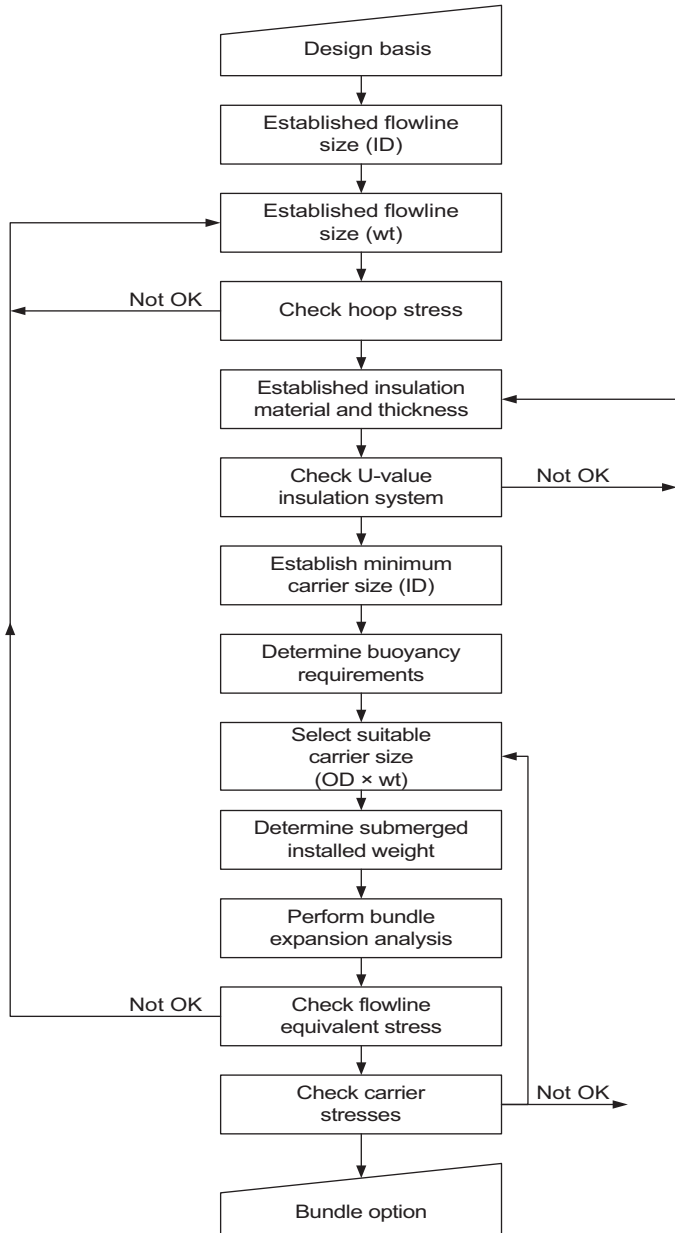 Design basis
Established flowline
size (ID)
Established flowline
size (wt)
Not OK
Check hoop stress
Established insulation
material and thickness
Check U-value
insulation system
Not OK
Establish minimum
carrier size (ID)
Determine buoyancy
requirements
Select suitable
carrier size
(OD × wt)
Determine submerged
installed weight
Perform bundle
expansion analysis
Not OK
Check flowline
equivalent stress
Check carrier
stresses
Not OK
Bundle option